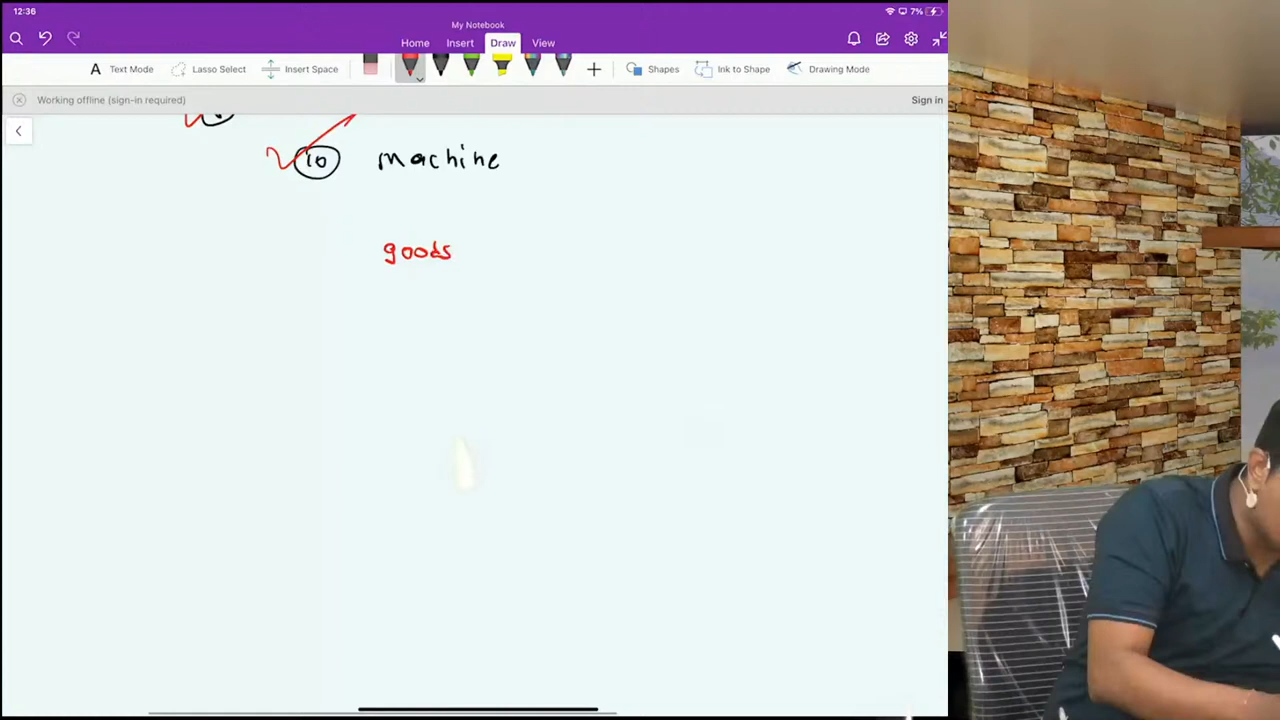 12:36
7%
My Notebook
Home Insert Draw View
Text Mode Lasso Select Insert Space Shapes Ink to Shape Drawing Mode
Working offline (sign-in required) Sign in
10 machine
goods